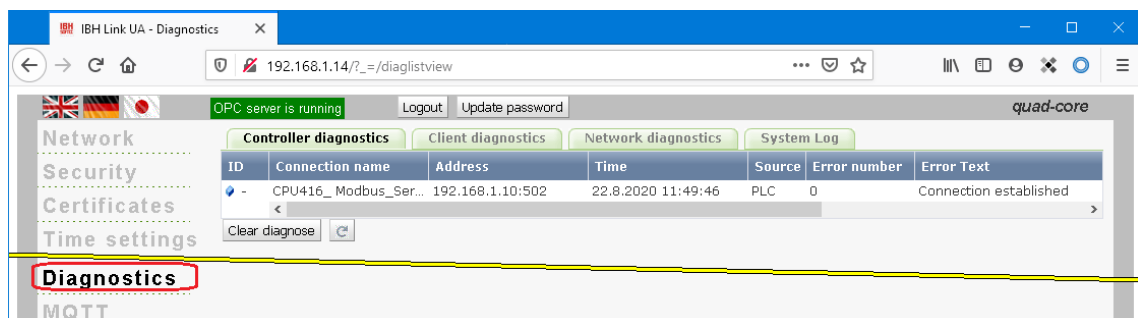 IBH Link UA - Diagnostics
192.168.1.14/?_=/diaglistview
OPC server is running Logout Update password quad-core
Network
Controller diagnostics Client diagnostics Network diagnostics System Log
ID Connection name Address Time Source Error number Error Text
Security
- CPU416_ Modbus_Ser... 192.168.1.10:502 22.8.2020 11:49:46 PLC 0 Connection established
Certificates
Clear diagnose
Time settings
Diagnostics
MQTT